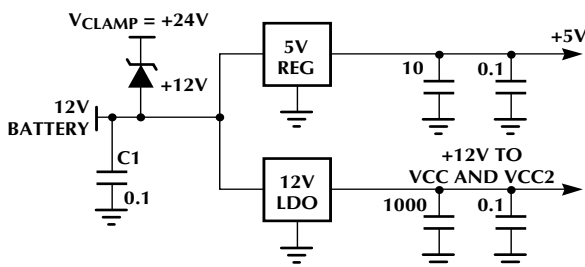 VCLAMP = +24V
+12V
12V
BATTERY
C1
0.1
5V
REG
10
0.1
+5V
12V
LDO
+12V TO
VCC AND VCC2
1000
0.1